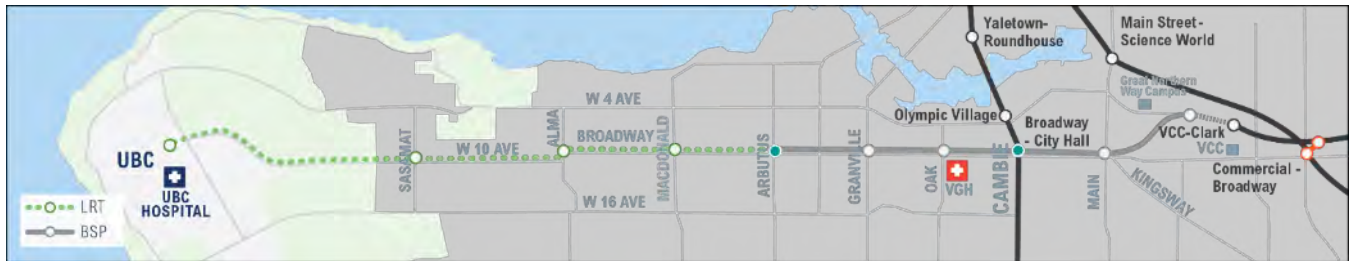 Yaletown-
Roundhouse
Main Street-
Science World
Great Northern
Way Campus
W 4 AVE
Olympic Village
Broadway
- City Hall
VCC-Clark
VCC
Commercial -
Broadway
UBC
UBC
HOSPITAL
SASAMAT
W 10 AVE
ALMA
BROADWAY
MACDONALD
ARBUTUS
GRANVILLE
OAK
VGH
CAMBIE
MAIN
KINGSWAY
W 16 AVE
LRT
BSP